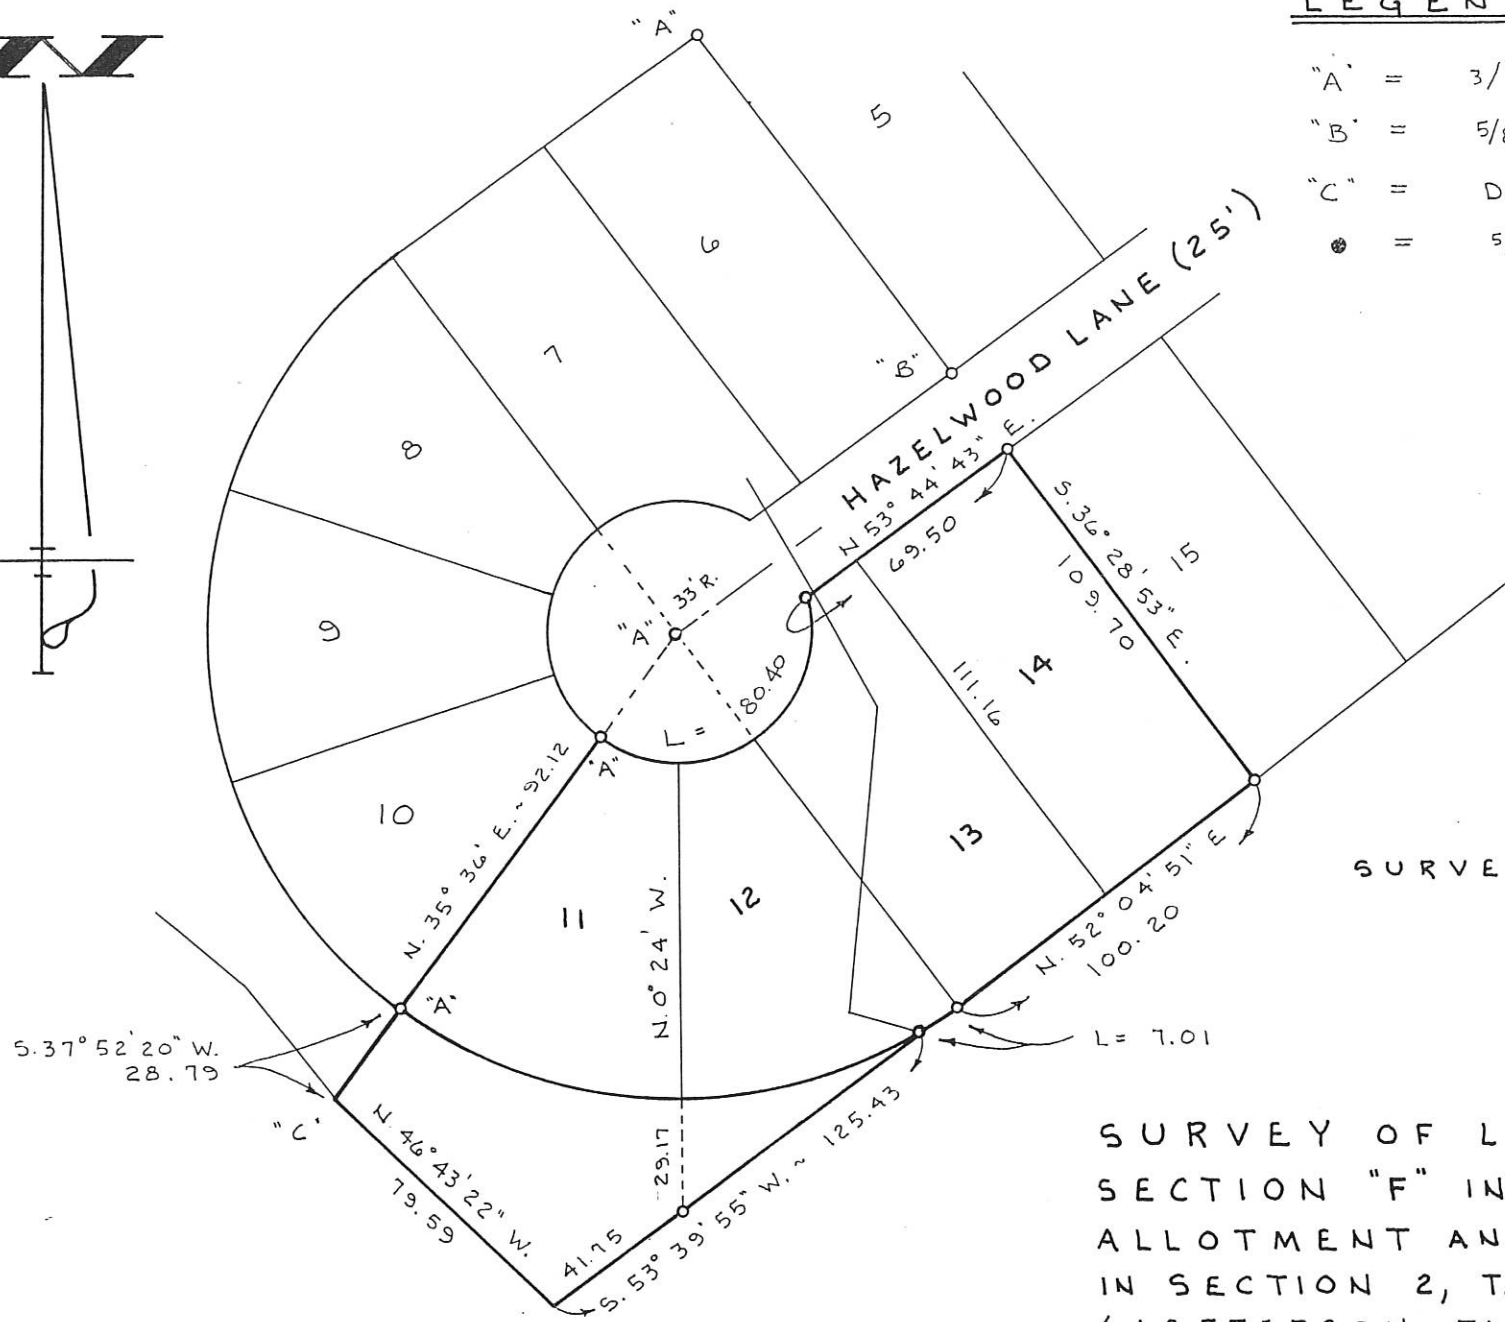 N
LEGEN
"A" = 3/
"B" = 5/8
"C" = D
= 5
"A"
5
6
7
8
9
10
"B"
HAZELWOOD LANE (25')
N 53° 44' 43" E.
69.50
S. 36° 28' 53" E.
109.70
15
14
111.16
13
33'R.
"A"
L = 80.40
"A"
N. 35° 36' E. ~ 92.12
11
N. 0° 24' W.
12
N. 52° 04' 51" E
100.20
SURVE
"A"
S. 37° 52' 20" W.
28.79
L= 7.01
"C"
N. 46° 43' 22" W.
79.59
29.17
41.75
S. 53° 39' 55" W. ~ 125.43
SURVEY OF L
SECTION "F" IN
ALLOTMENT AN
IN SECTION 2, T.